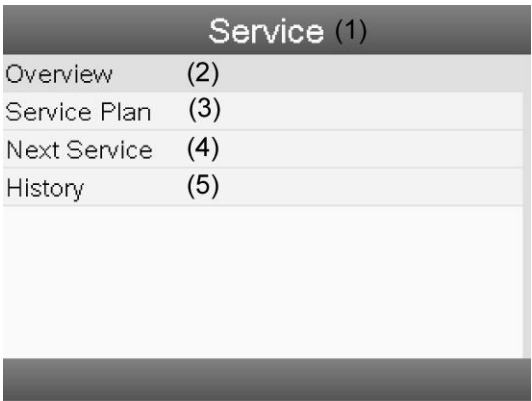 Service (1)
Overview (2)
Service Plan (3)
Next Service (4)
History (5)